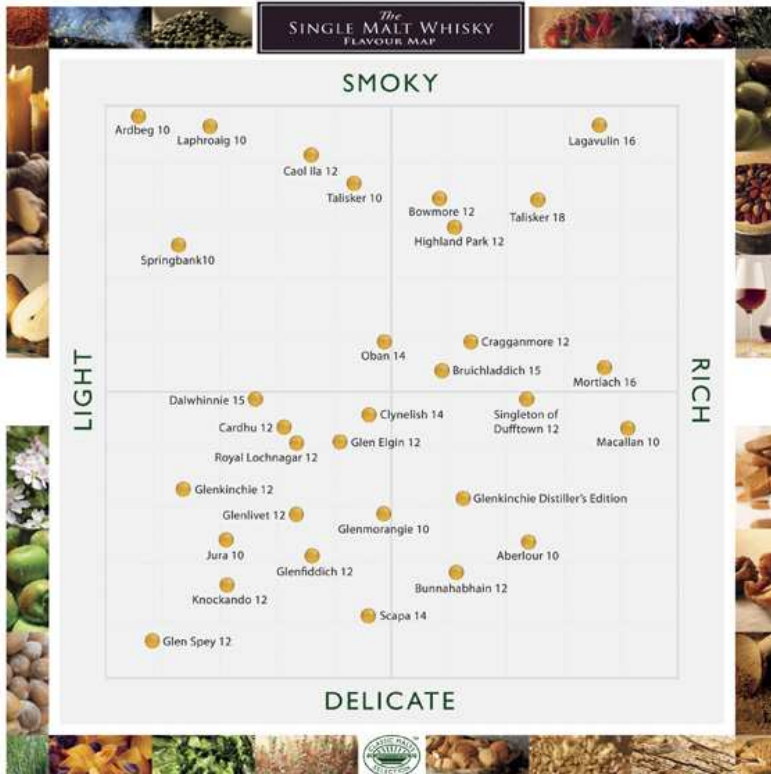 The
SINGLE MALT WHISKY
FLAVOUR MAP
SMOKY
Ardbeg 10
Laphroaig 10
Lagavulin 16
Caol Ila 12
Talisker 10
Bowmore 12
Talisker 18
Highland Park 12
Springbank10
Oban 14
Cragganmore 12
Bruichladdich 15
Mortlach 16
LIGHT
RICH
Dalwhinnie 15
Clynelish 14
Singleton of
Dufftown 12
Cardhu 12
Glen Elgin 12
Macallan 10
Royal Lochnagar 12
Glenkinchie 12
Glenkinchie Distiller's Edition
Glenlivet 12
Glenmorangie 10
Jura 10
Aberlour 10
Glenfiddich 12
Bunnahabhain 12
Knockando 12
Scapa 14
Glen Spey 12
DELICATE
CLASSIC MALTS
SELECTION